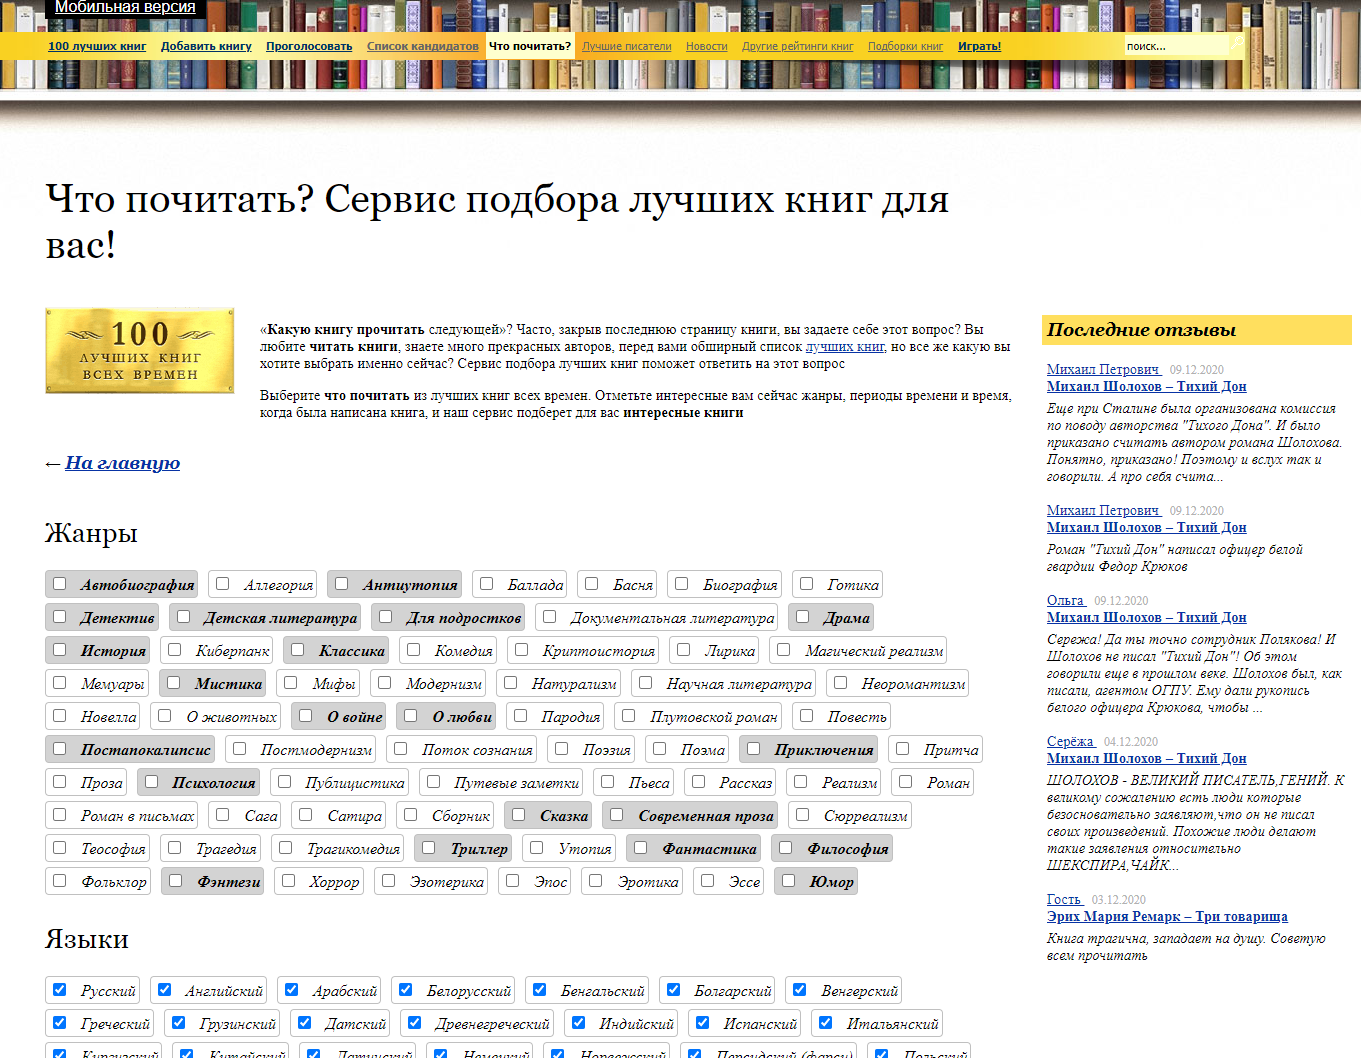 Мобильная версия
100 лучших книг Добавить книгу Проголосовать Список кандидатов Что почитать? Лучшие писатели Новости Другие рейтинги книг Подборки книг Играть! поиск...
Что почитать? Сервис подбора лучших книг для
вас!
100
ЛУЧШИХ КНИГ
ВСЕХ ВРЕМЕН
«Какую книгу прочитать следующей»? Часто, закрыв последнюю страницу книги, вы задаете себе этот вопрос? Вы
любите читать книги, знаете много прекрасных авторов, перед вами обширный список лучших книг, но все же какую вы
хотите выбрать именно сейчас? Сервис подбора лучших книг поможет ответить на этот вопрос
Выберите что почитать из лучших книг всех времен. Отметьте интересные вам сейчас жанры, периоды времени и время,
когда была написана книга, и наш сервис подберет для вас интересные книги
← На главную
Жанры
Автобиография Аллегория Антиутопия Баллада Басня Биография Готика
Детектив Детская литература Для подростков Документальная литература Драма
История Киберпанк Классика Комедия Криптоистория Лирика Магический реализм
Мемуары Мистика Мифы Модернизм Натурализм Научная литература Неоромантизм
Новелла О животных О войне О любви Пародия Плутовской роман Повесть
Постапокалипсис Постмодернизм Поток сознания Поэзия Поэма Приключения Притча
Проза Психология Публицистика Путевые заметки Пьеса Рассказ Реализм Роман
Роман в письмах Сага Сатира Сборник Сказка Современная проза Сюрреализм
Теософия Трагедия Трагикомедия Триллер Утопия Фантастика Философия
Фольклор Фэнтези Хоррор Эзотерика Эпос Эротика Эссе Юмор
Языки
Русский Английский Арабский Белорусский Бенгальский Болгарский Венгерский
Греческий Грузинский Датский Древнегреческий Индийский Испанский Итальянский
Киргизский Китайский Латинский Немецкий Норвежский Персидский (фарси) Польский
Последние отзывы
Михаил Петрович 09.12.2020
Михаил Шолохов – Тихий Дон
Еще при Сталине была организована комиссия
по поводу авторства "Тихого Дона". И было
приказано считать автором романа Шолохова.
Понятно, приказано! Поэтому и вслух так и
говорили. А про себя счита...
Михаил Петрович 09.12.2020
Михаил Шолохов – Тихий Дон
Роман "Тихий Дон" написал офицер белой
гвардии Федор Крюков
Ольга 09.12.2020
Михаил Шолохов – Тихий Дон
Сережа! Да ты точно сотрудник Полякова! И
Шолохов не писал "Тихий Дон"! Об этом
говорили еще в прошлом веке. Шолохов был, как
писали, агентом ОГПУ. Ему дали рукопись
белого офицера Крюкова, чтобы ...
Серёжа 04.12.2020
Михаил Шолохов – Тихий Дон
ШОЛОХОВ - ВЕЛИКИЙ ПИСАТЕЛЬ,ГЕНИЙ. К
великому сожалению есть люди которые
безосновательно заявляют,что он не писал
своих произведений. Похожие люди делают
такие заявления относительно
ШЕКСПИРА,ЧАЙК...
Гость 03.12.2020
Эрих Мария Ремарк – Три товарища
Книга трагична, западает на душу. Советую
всем прочитать